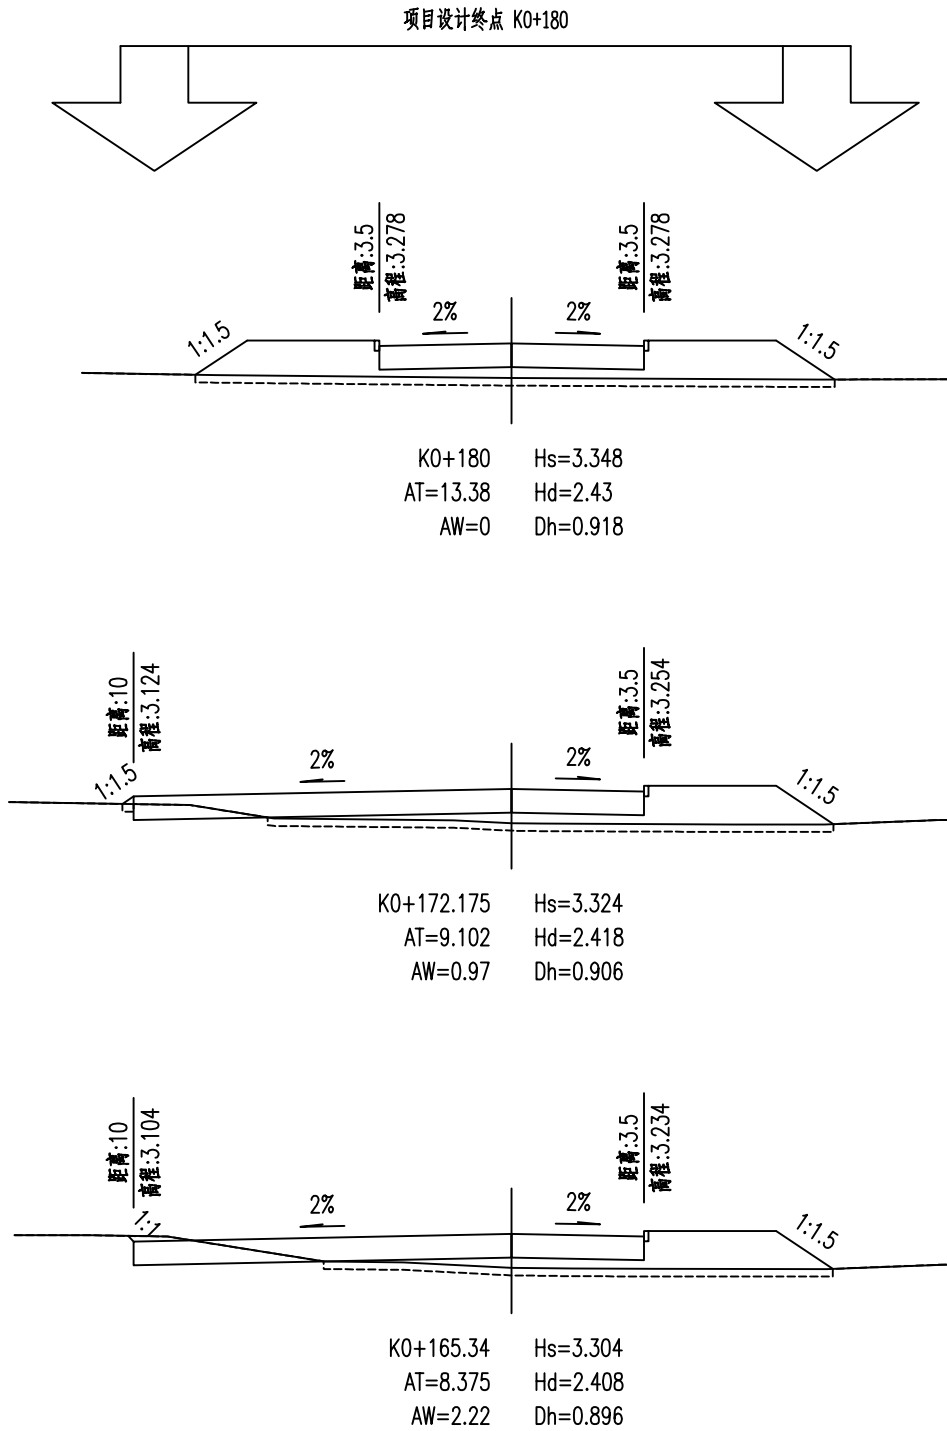 项目设计终点 K0+180
距离:3.5
高程:3.278
距离:3.5
高程:3.278
1:1.5
2%
2%
1:1.5
K0+180 Hs=3.348
AT=13.38 Hd=2.43
AW=0 Dh=0.918
距离:10
高程:3.124
距离:3.5
高程:3.254
1:1.5
2%
2%
1:1.5
K0+172.175 Hs=3.324
AT=9.102 Hd=2.418
AW=0.97 Dh=0.906
距离:10
高程:3.104
距离:3.5
高程:3.234
1:1
2%
2%
1:1.5
K0+165.34 Hs=3.304
AT=8.375 Hd=2.408
AW=2.22 Dh=0.896